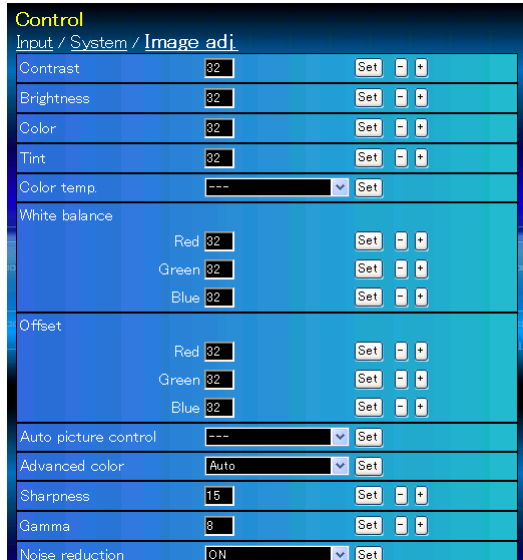 Control
Input / System / Image adj.
Contrast 32 Set - +
Brightness 32 Set - +
Color 32 Set - +
Tint 32 Set - +
Color temp. --- Set
White balance
Red 32 Set - +
Green 32 Set - +
Blue 32 Set - +
Offset
Red 32 Set - +
Green 32 Set - +
Blue 32 Set - +
Auto picture control --- Set
Advanced color Auto Set
Sharpness 15 Set - +
Gamma 8 Set - +
Noise reduction ON Set